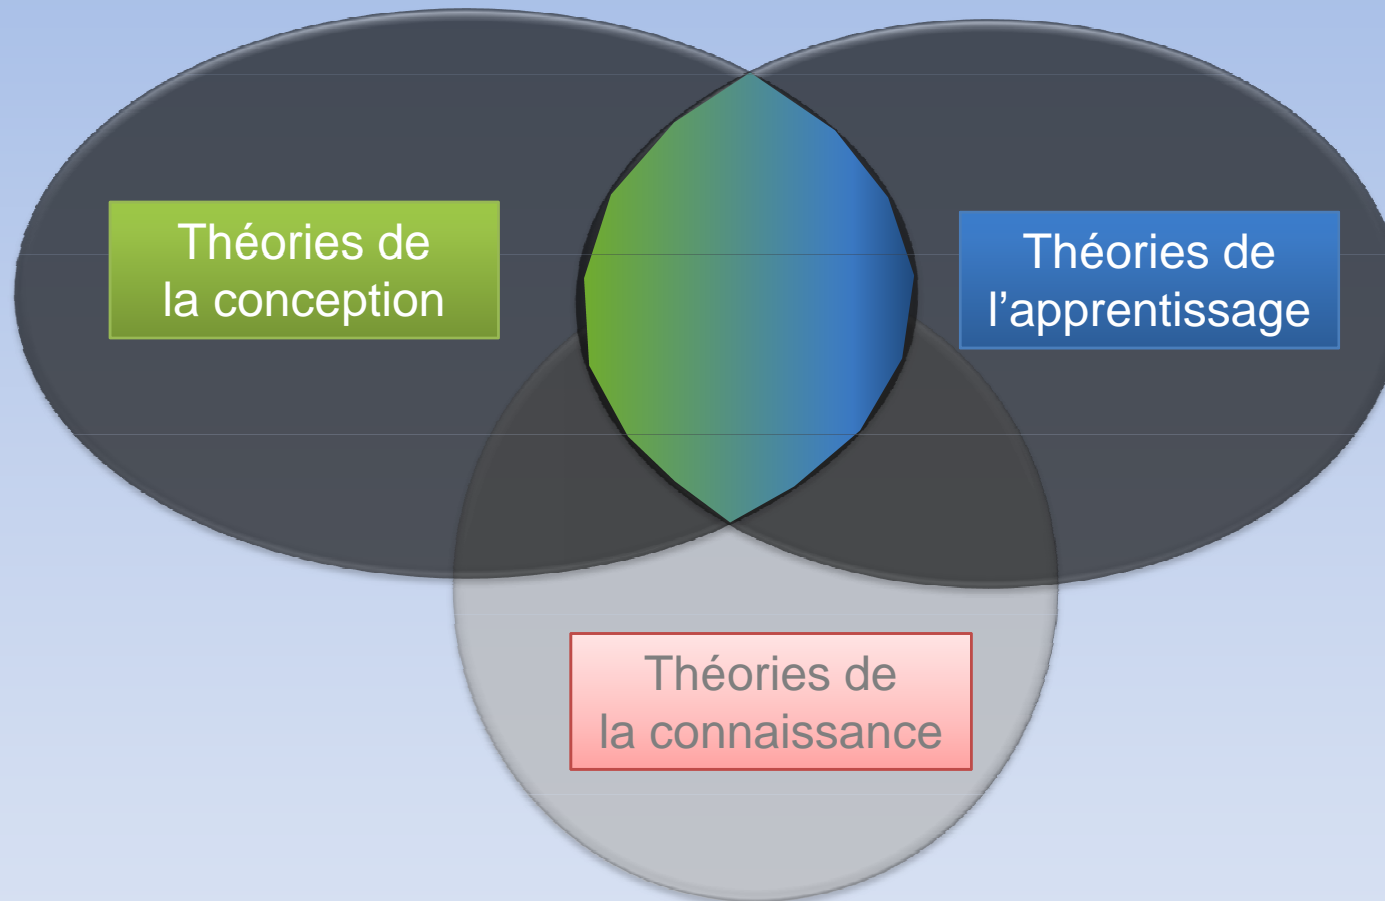 Théories de
la conception
Théories de
l’apprentissage
Théories de
la connaissance